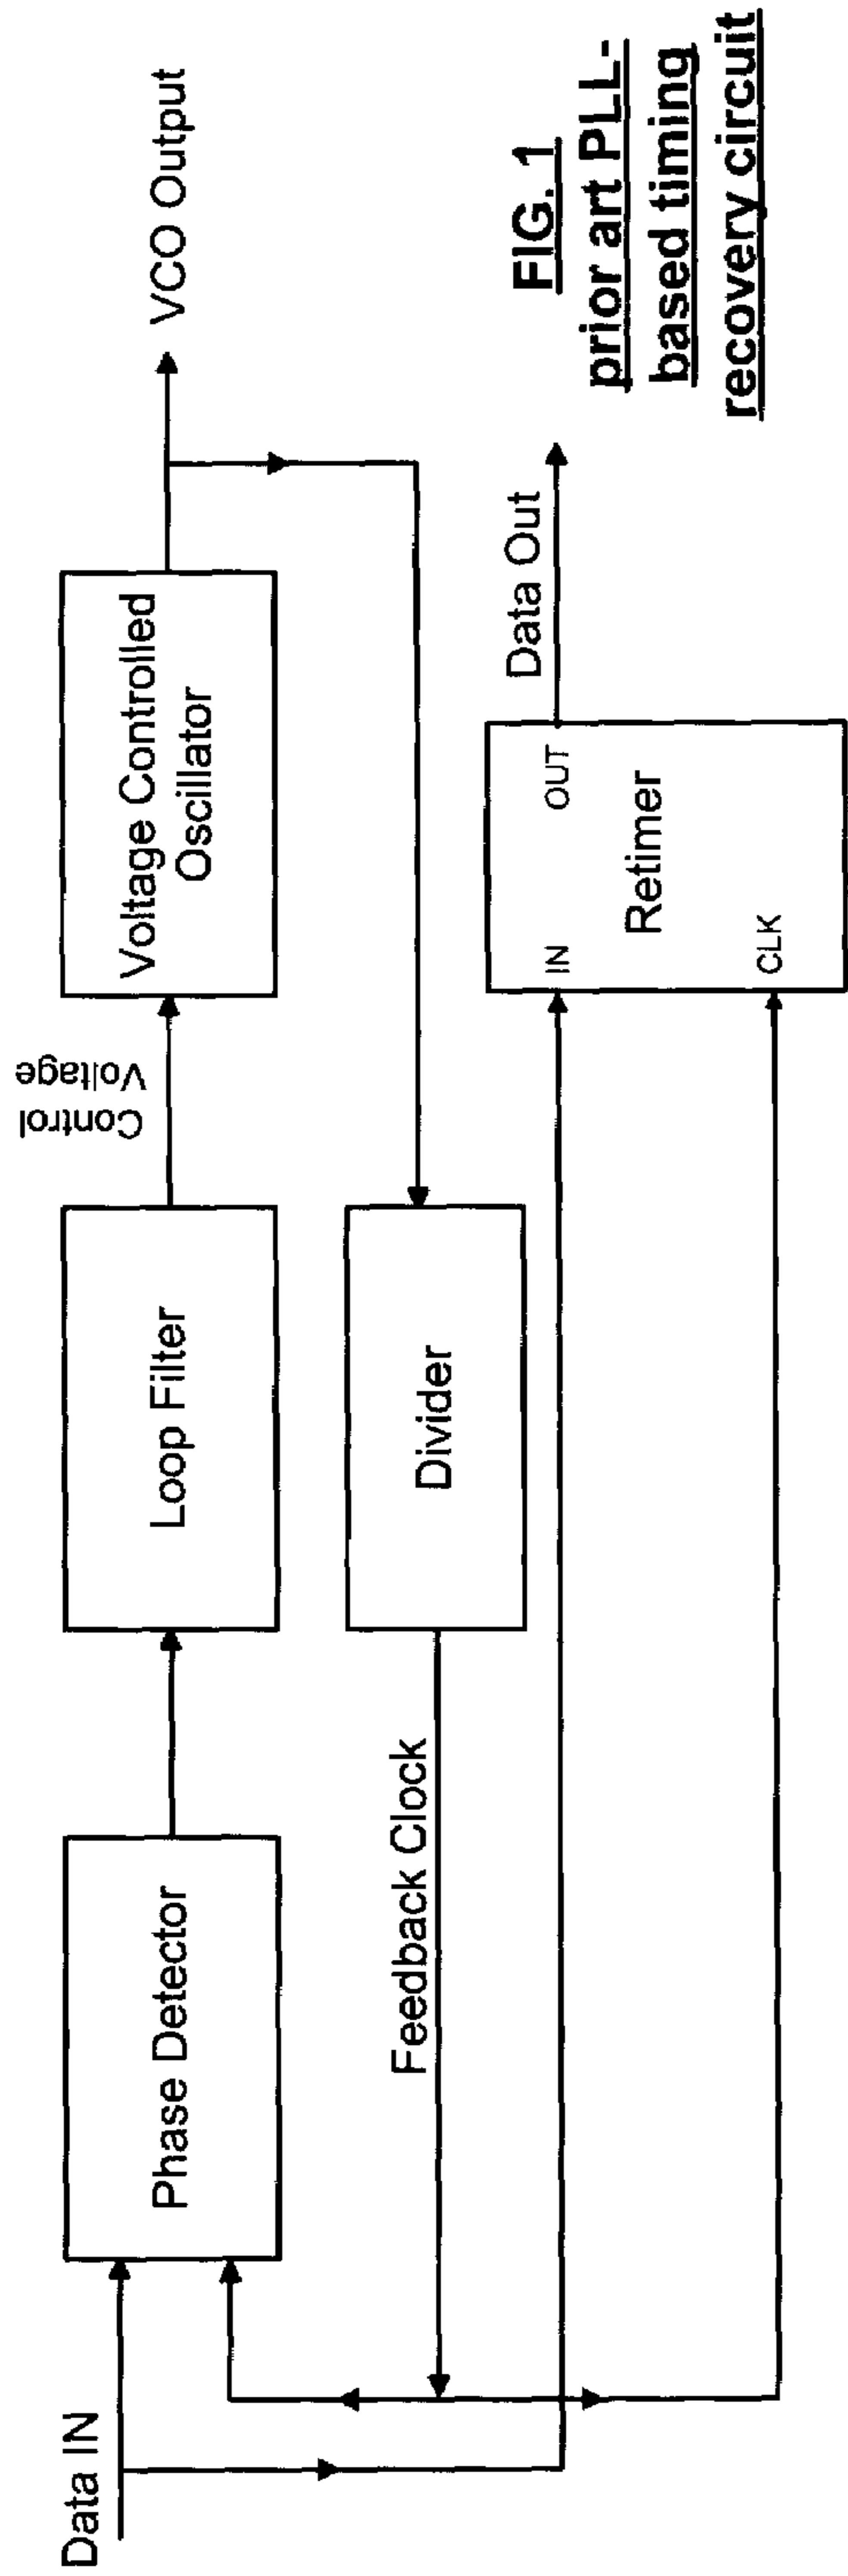 Data IN
Phase Detector
Loop Filter
Control
Voltage
Voltage Controlled
Oscillator
VCO Output
Feedback Clock
Divider
IN
OUT
Retimer
CLK
Data Out
FIG. 1
prior art PLL-
based timing
recovery circuit